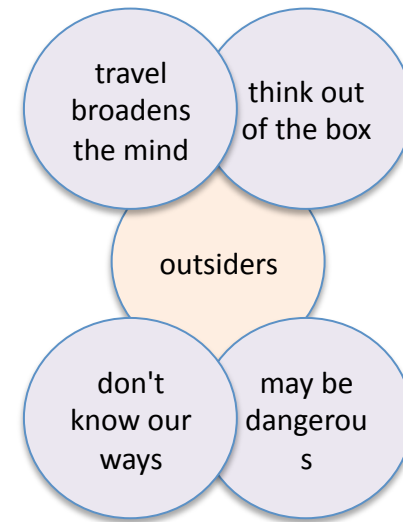 travel
broadens
the mind
think out
of the box
outsiders
don't
know our
ways
may be
dangerou
s